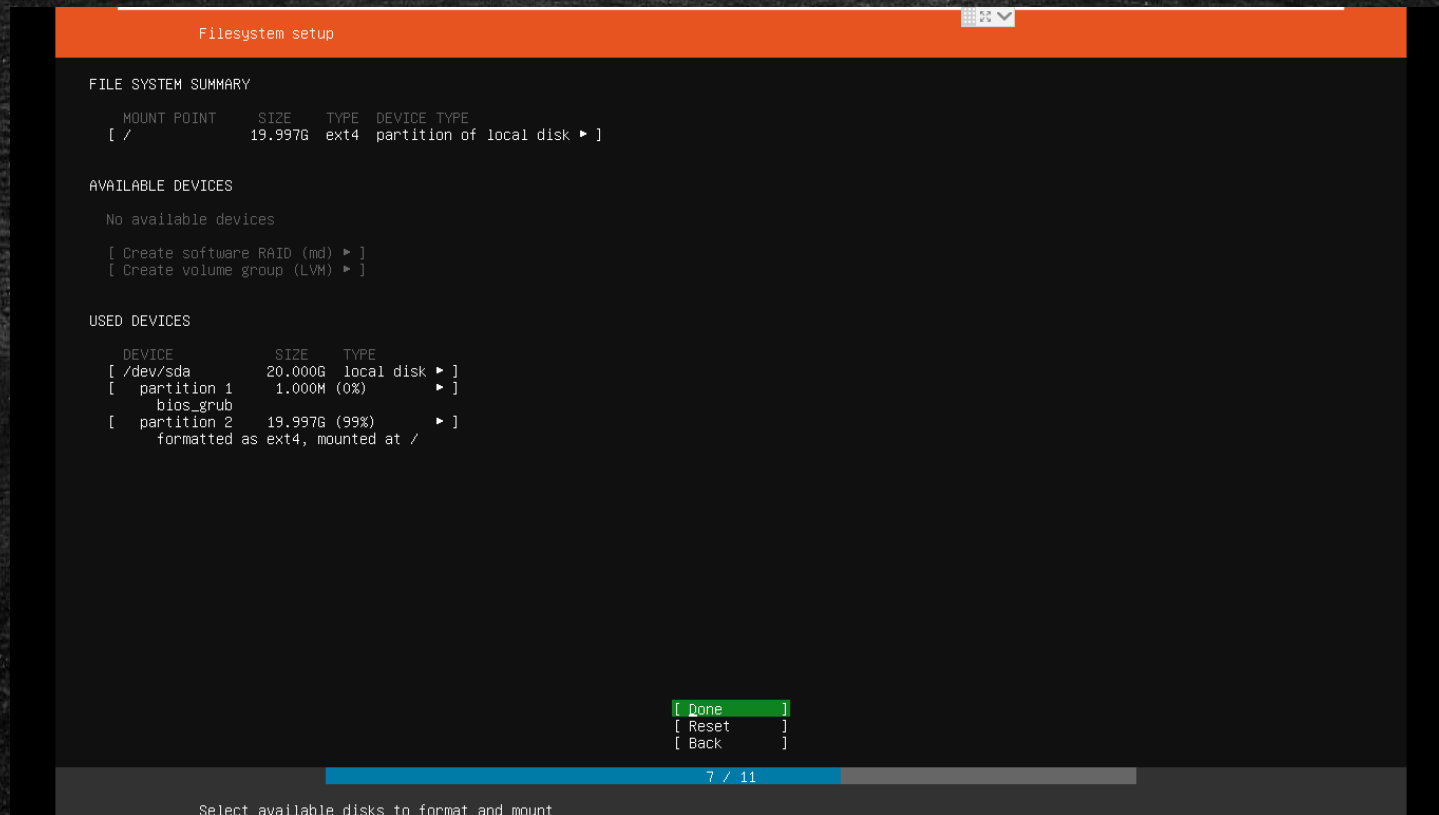 Filesystem setup
FILE SYSTEM SUMMARY
MOUNT POINT SIZE TYPE DEVICE TYPE
[ / 19.997G ext4 partition of local disk ▸ ]
AVAILABLE DEVICES
No available devices
[ Create software RAID (md) ▸ ]
[ Create volume group (LVM) ▸ ]
USED DEVICES
DEVICE SIZE TYPE
[ /dev/sda 20.000G local disk ▸ ]
[ partition 1 1.000M (0%) ▸ ]
bios_grub
[ partition 2 19.997G (99%) ▸ ]
formatted as ext4, mounted at /
[ Done ]
[ Reset ]
[ Back ]
7 / 11
Select available disks to format and mount